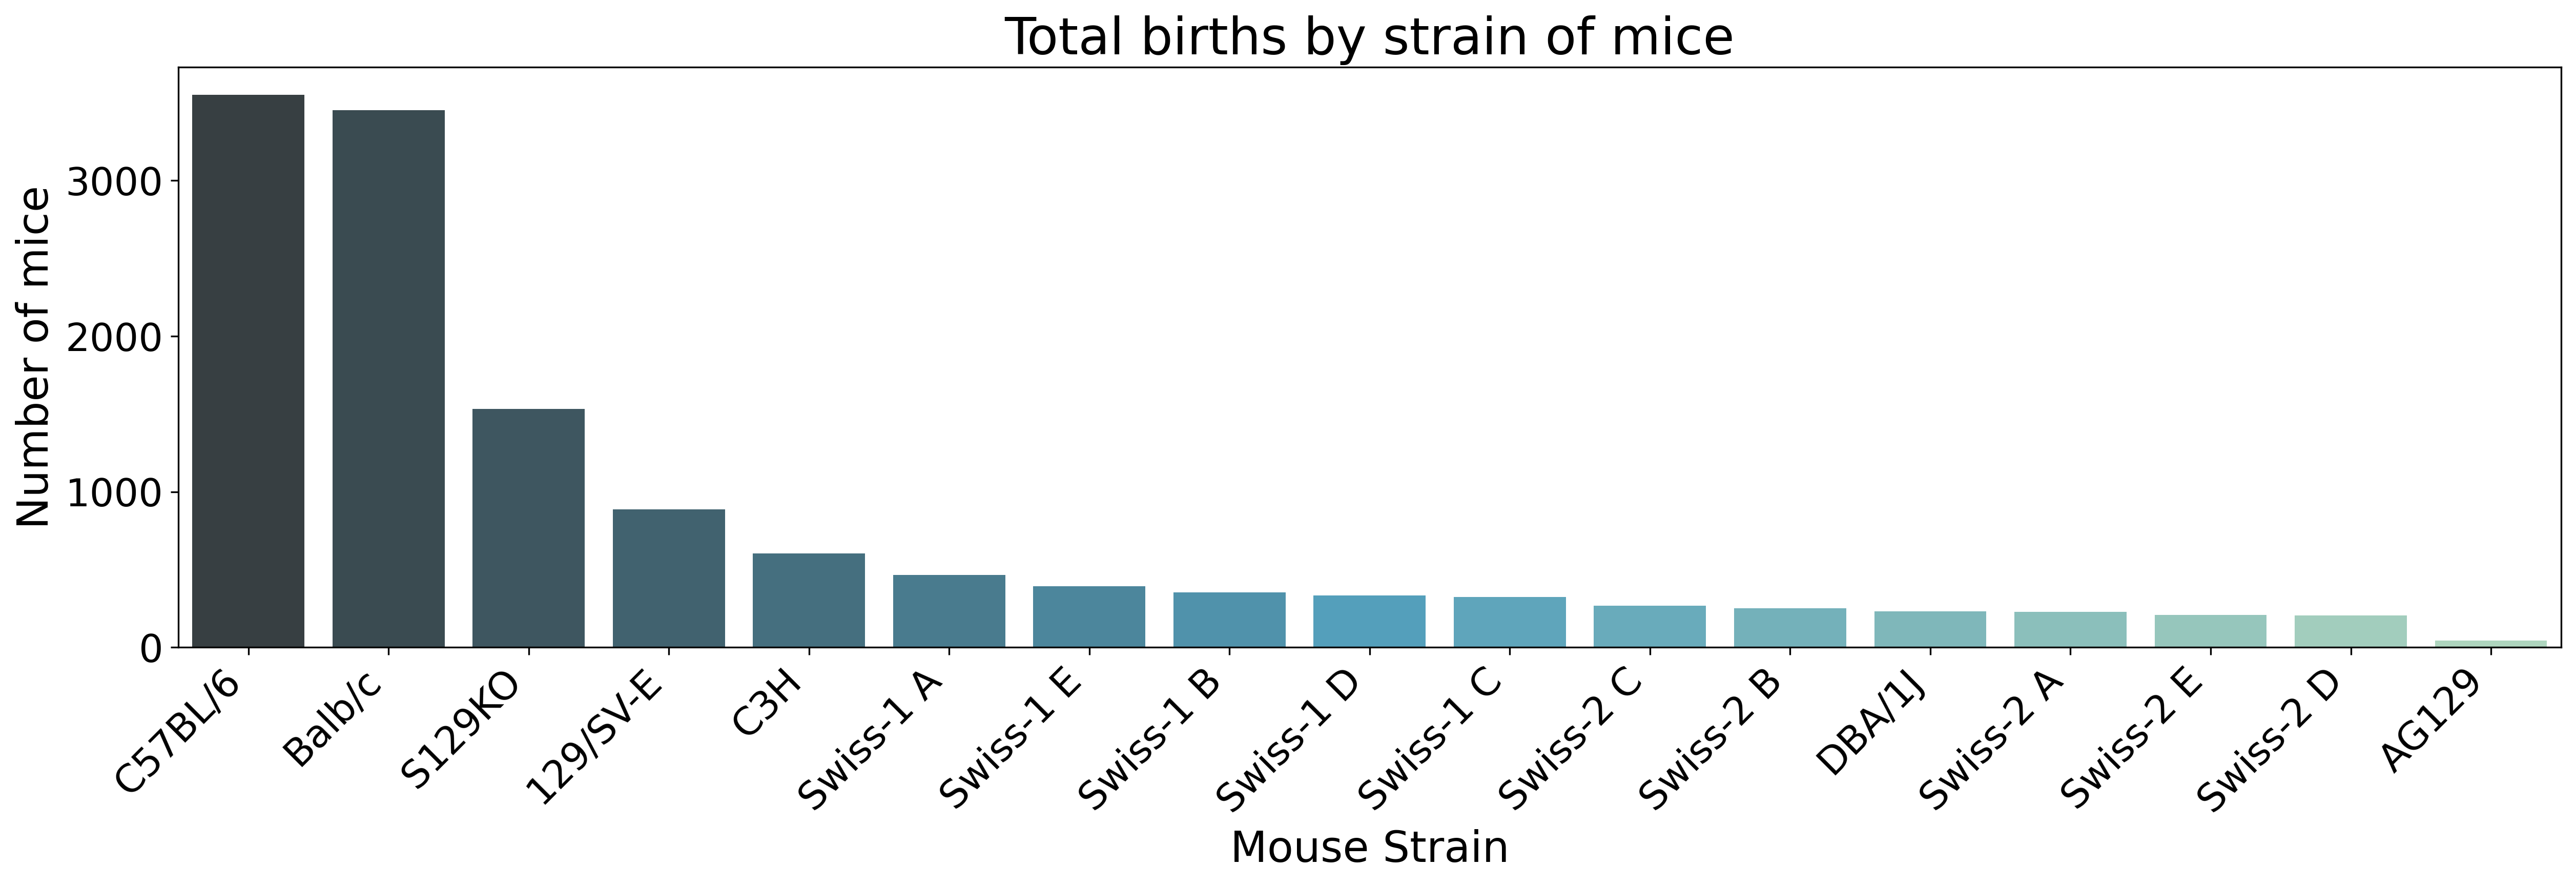 Total births by strain of mice
Number of mice
3000
2000
1000
0
C57BL/6
Balb/c
S129KO
129/SV-E
C3H
Swiss-1 A
Swiss-1 E
Swiss-1 B
Swiss-1 D
Swiss-1 C
Swiss-2 C
Swiss-2 B
DBA/1J
Swiss-2 A
Swiss-2 E
Swiss-2 D
AG129
Mouse Strain